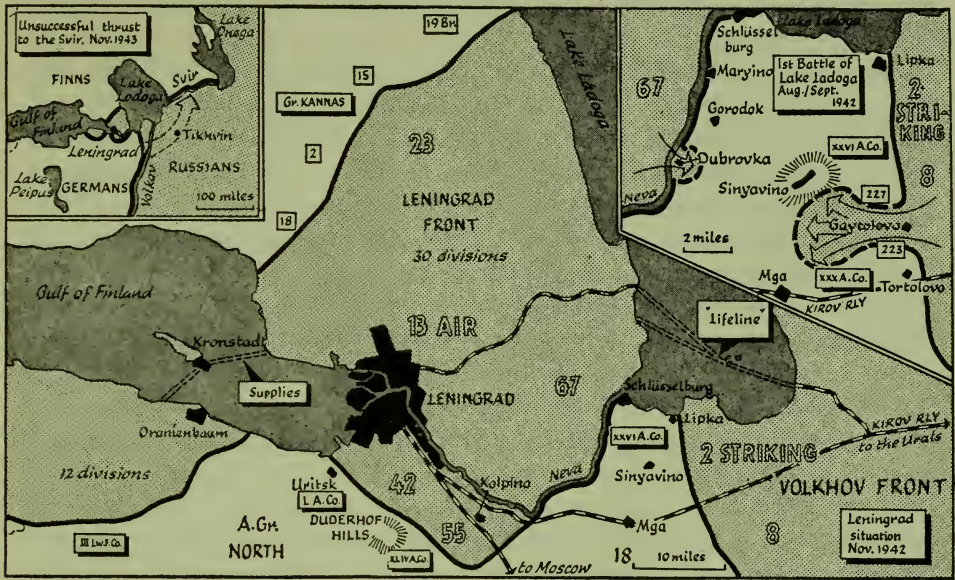 Unsuccessful thrust
to the Svir. Nov. 1943
Lake
Onega
FINNS
Lake
Ladoga
Svir
Gulf of
Finland
Leningrad
Tikhvin
Volkov
RUSSIANS
Lake
Peipus
GERMANS
100 miles
19 Bn.
15
Gr. KANNAS
2
18
23
LENINGRAD
FRONT
30 divisions
Lake Ladoga
Gulf of Finland
13 AIR
Kronstadt
Supplies
LENINGRAD
67
Oranienbaum
12 divisions
Uritsk
L A.Co.
42
Kolpino
Neva
III Lw.F.Co.
A.Gr.
NORTH
DUDERHOF
HILLS
XLIV A.Co.
55
to Moscow
"Lifeline"
Schlüsselburg
Lipka
XXVI A.Co.
Sinyavino
Mga
18
10 miles
KIROV RLY
to the Urals
2 STRIKING
VOLKHOV FRONT
8
Leningrad
situation
Nov. 1942
Lake Ladoga
Schlüssel
burg
67
Maryino
1st Battle of
Lake Ladoga
Aug./Sept.
1942
Lipka
2
STRI-
KING
8
Gorodok
XXVI A.Co.
Dubrovka
Sinyavino
Neva
227
Gaytolovo
2 miles
223
XXX A.Co.
Mga
KIROV RLY
Tortolovo